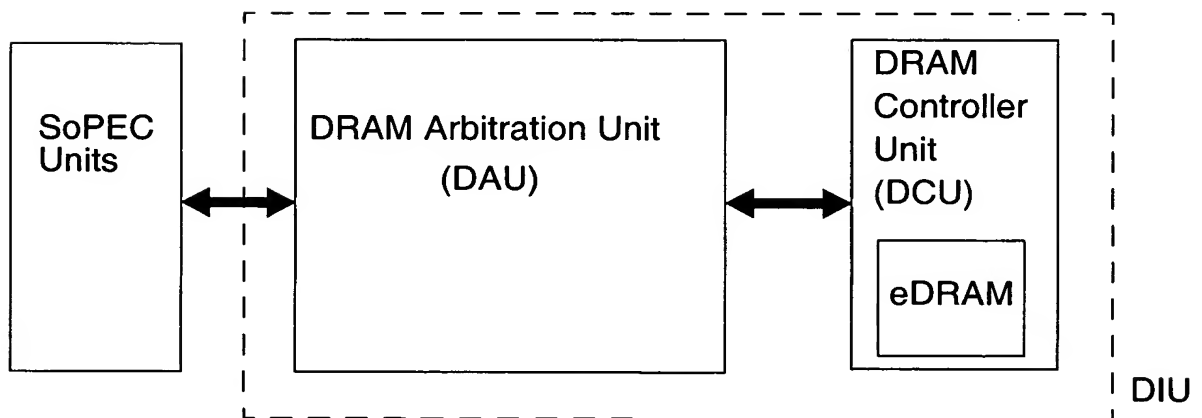 SoPEC
Units
DRAM Arbitration Unit
(DAU)
DRAM
Controller
Unit
(DCU)
eDRAM
DIU